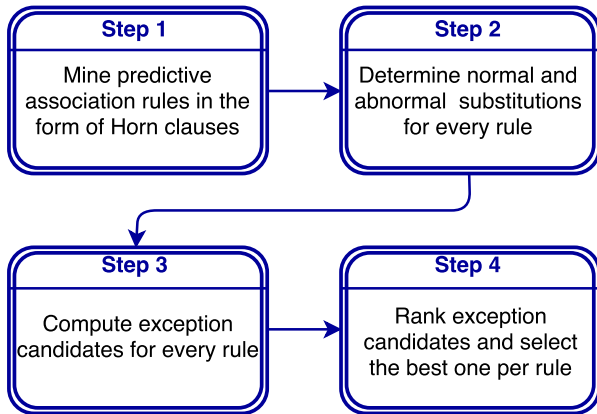 Step 1
Mine predictive
association rules in the
form of Horn clauses
Step 2
Determine normal and
abnormal substitutions
for every rule
Step 3
Compute exception
candidates for every rule
Step 4
Rank exception
candidates and select
the best one per rule